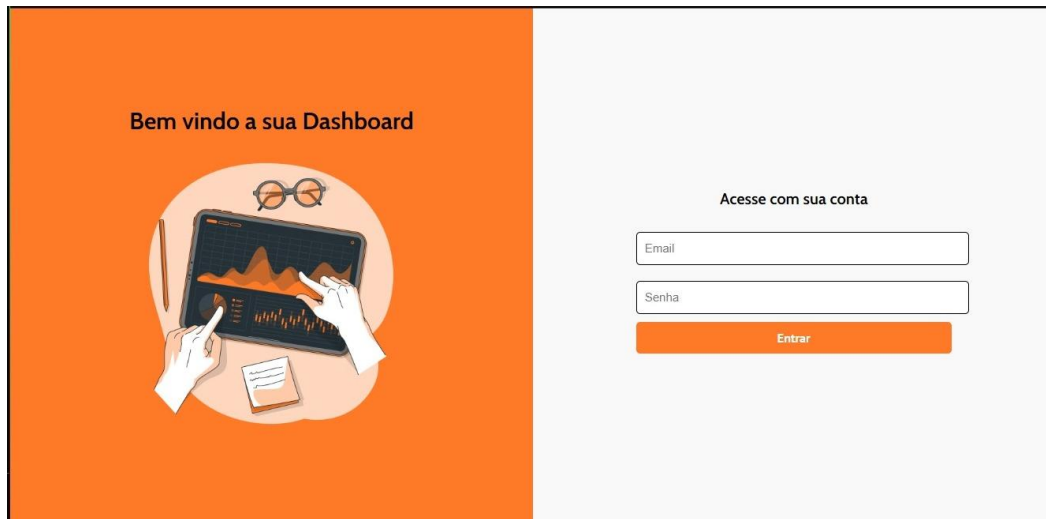 Bem vindo a sua Dashboard
Acesse com sua conta
Email
Senha
Entrar